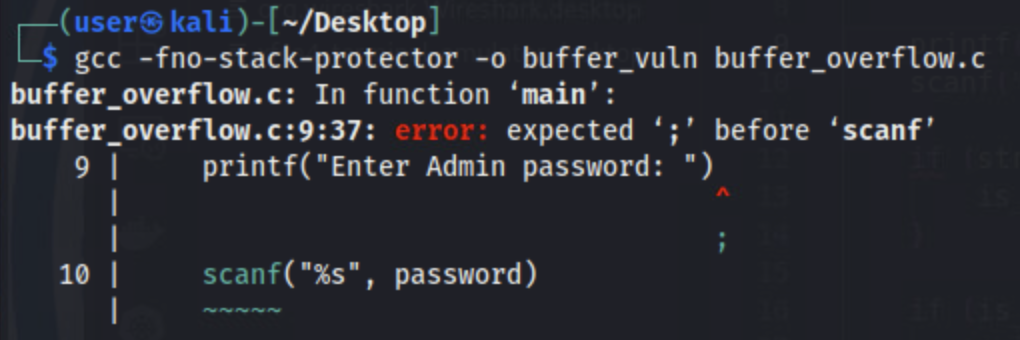 ┌──(user㉿kali)-[~/Desktop]
└─$ gcc -fno-stack-protector -o buffer_vuln buffer_overflow.c
buffer_overflow.c: In function ‘main’:
buffer_overflow.c:9:37: error: expected ‘;’ before ‘scanf’
9 |     printf("Enter Admin password: ")
|                                     ^
|                                     ;
10 |     scanf("%s", password)
|     ~~~~~